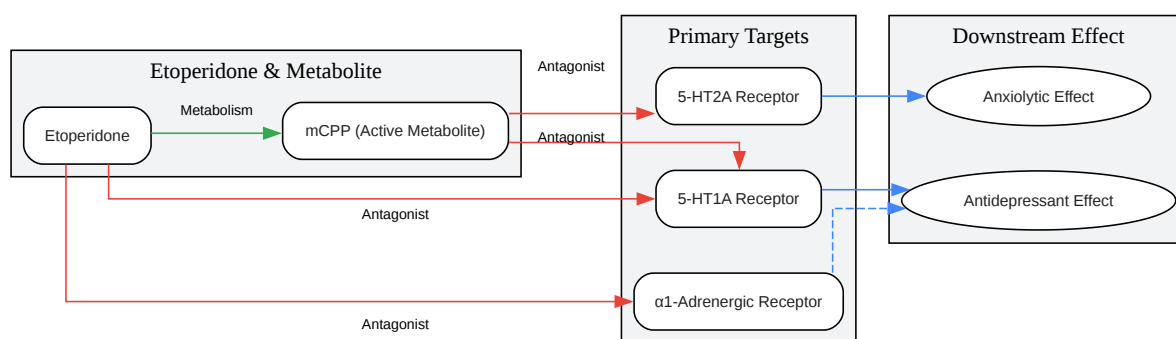 Primary Targets
Downstream Effect
Etoperidone & Metabolite
Antagonist
5-HT2A Receptor
Anxiolytic Effect
Metabolism
Etoperidone
mCPP (Active Metabolite)
Antagonist
5-HT1A Receptor
Antidepressant Effect
Antagonist
α1-Adrenergic Receptor
Antagonist